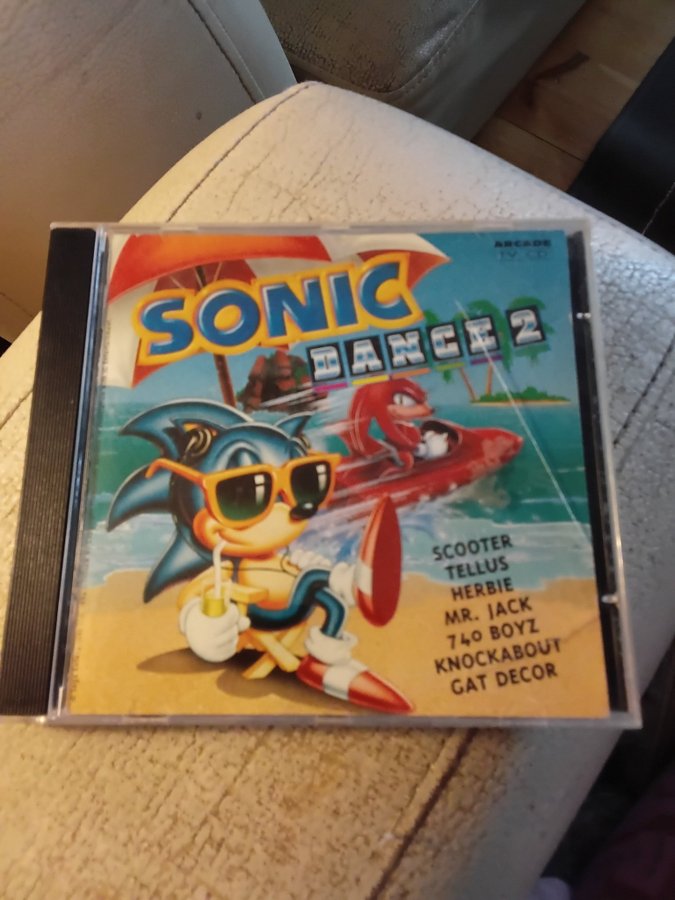 ARCADE
TV CD
SONIC
DANCE 2
SCOOTER
TELLUS
HERBIE
MR. JACK
740 BOYZ
KNOCKABOUT
GAT DECOR